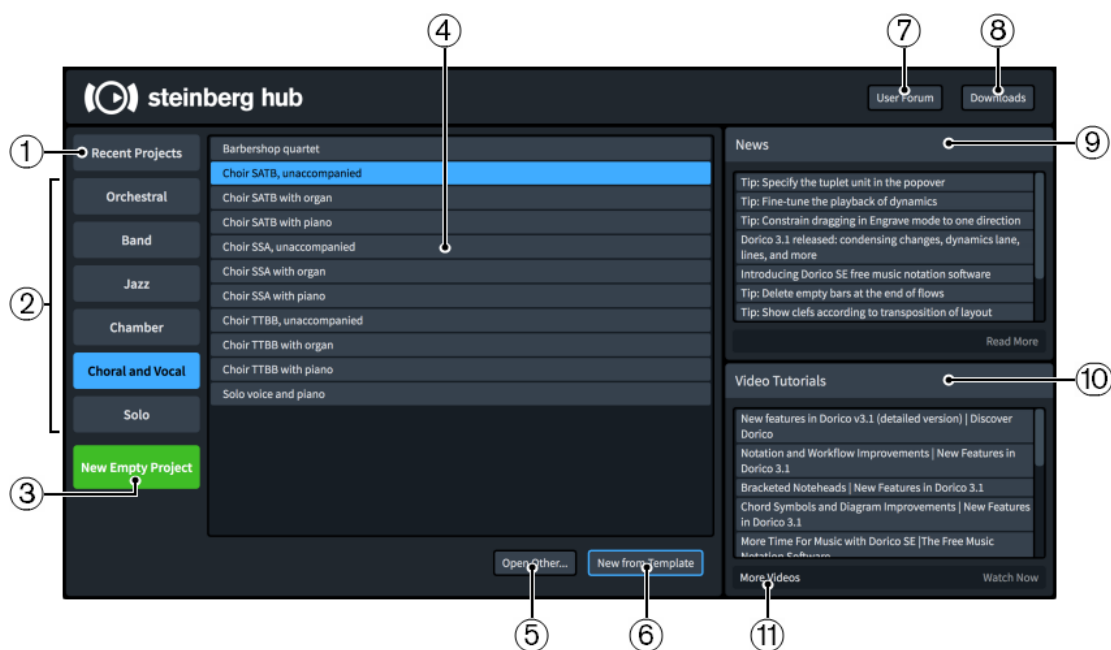 ④
⑦
⑧
steinberg hub
User Forum
Downloads
①
Recent Projects
②
Orchestral
Band
Jazz
Chamber
Choral and Vocal
Solo
③
New Empty Project
Barbershop quartet
Choir SATB, unaccompanied
Choir SATB with organ
Choir SATB with piano
Choir SSA, unaccompanied
Choir SSA with organ
Choir SSA with piano
Choir TTBB, unaccompanied
Choir TTBB with organ
Choir TTBB with piano
Solo voice and piano
Open Other...
New from Template
⑤
⑥
News
⑨
Tip: Specify the tuplet unit in the popover
Tip: Fine-tune the playback of dynamics
Tip: Constrain dragging in Engrave mode to one direction
Dorico 3.1 released: condensing changes, dynamics lane,
lines, and more
Introducing Dorico SE free music notation software
Tip: Delete empty bars at the end of flows
Tip: Show clefs according to transposition of layout
Read More
Video Tutorials
⑩
New features in Dorico v3.1 (detailed version) | Discover
Dorico
Notation and Workflow Improvements | New Features in
Dorico 3.1
Bracketed Noteheads | New Features in Dorico 3.1
Chord Symbols and Diagram Improvements | New Features
in Dorico 3.1
More Time For Music with Dorico SE |The Free Music
Notation Software
More Videos
Watch Now
⑪